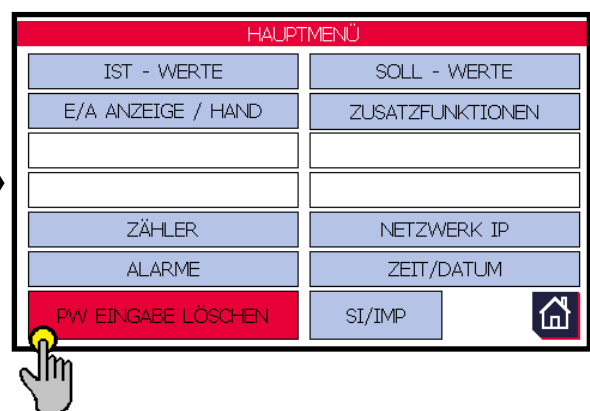 HAUPTMENÜ
IST - WERTE
SOLL - WERTE
E/A ANZEIGE / HAND
ZUSATZFUNKTIONEN
ZÄHLER
NETZWERK IP
ALARME
ZEIT/DATUM
PW EINGABE LÖSCHEN
SI/IMP